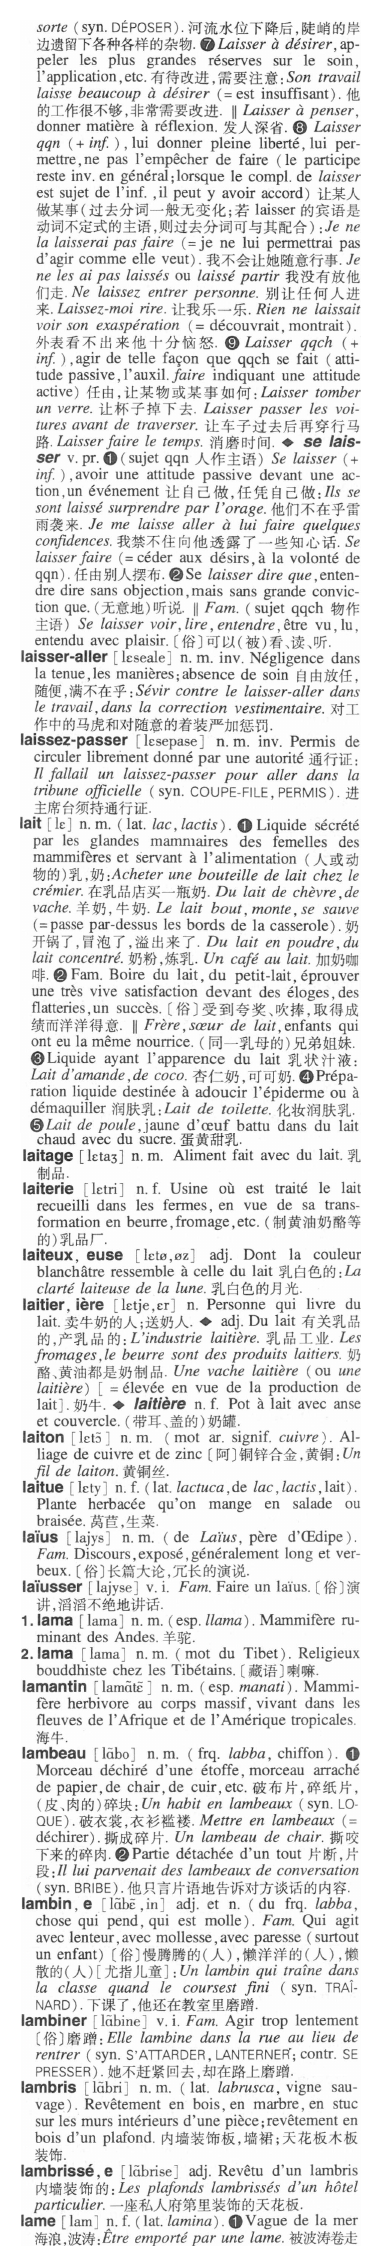 sorte (syn. DÉPOSER). 河流水位下降后,陡峭的岸
边遗留下各种各样的杂物. ❼ Laisser à désirer,ap-
peler les plus grandes réserves sur le soin,
l'application,etc. 有待改进,需要注意:Son travail
laisse beaucoup à désirer (= est insuffisant). 他
的工作很不够,非常需要改进. ‖ Laisser à penser,
donner matière à réflexion. 发人深省. ❽ Laisser
qqn (+ inf.), lui donner pleine liberté, lui per-
mettre,ne pas l'empêcher de faire (le participe
reste inv. en général;lorsque le compl. de laisser
est sujet de l'inf.,il peut y avoir accord) 让某人
做某事(过去分词一般无变化;若 laisser 的宾语是
动词不定式的主语,则过去分词可与其配合):Je ne
la laisserai pas faire (=je ne lui permettrai pas
d'agir comme elle veut). 我不会让她随意行事. Je
ne les ai pas laissés ou laissé partir 我没有放他
们走. Ne laissez entrer personne. 别让任何人进
来. Laissez-moi rire. 让我乐一乐. Rien ne laissait
voir son exaspération (= découvrait, montrait).
外表看不出来他十分恼怒. ❾ Laisser qqch (+
inf.),agir de telle façon que qqch se fait (atti-
tude passive,l'auxil. faire indiquant une attitude
active) 任由,让某物或某事如何:Laisser tomber
un verre. 让杯子掉下去. Laisser passer les voi-
tures avant de traverser. 让车子过去后再穿行马
路. Laisser faire le temps. 消磨时间. ◆ se lais-
ser v. pr. ❶ (sujet qqn 人作主语) Se laisser (+
inf.),avoir une attitude passive devant une ac-
tion,un événement 让自己做,任凭自己做:Ils se
sont laissé surprendre par l'orage. 他们不在乎雷
雨袭来. Je me laisse aller à lui faire quelques
confidences. 我禁不住向他透露了一些知心话. Se
laisser faire (= céder aux désirs,à la volonté de
qqn). 任由别人摆布. ❷ Se laisser dire que,enten-
dre dire sans objection,mais sans grande convic-
tion que. (无意地)听说. ‖ Fam. (sujet qqch 物作
主语) Se laisser voir, lire, entendre, être vu, lu,
entendu avec plaisir.〔俗〕可以(被)看、读、听.
laisser-aller [lɛseale] n. m. inv. Négligence dans
la tenue,les manières;absence de soin 自由放任,
随便,满不在乎:Sévir contre le laisser-aller dans
le travail,dans la correction vestimentaire. 对工
作中的马虎和对随意的着装严加惩罚.
laissez-passer [lɛsepase] n. m. inv. Permis de
circuler librement donné par une autorité 通行证:
Il fallait un laissez-passer pour aller dans la
tribune officielle (syn. COUPE-FILE, PERMIS). 进
主席台须持通行证.
lait [lɛ] n. m. (lat. lac, lactis). ❶ Liquide sécrété
par les glandes mammaires des femelles des
mammifères et servant à l'alimentation (人或动
物的)乳,奶:Acheter une bouteille de lait chez le
crémier. 在乳品店买一瓶奶. Du lait de chèvre,de
vache. 羊奶,牛奶. Le lait bout, monte, se sauve
(=passe par-dessus les bords de la casserole). 奶
开锅了,冒泡了,溢出来了. Du lait en poudre,du
lait concentré. 奶粉,炼乳. Un café au lait. 加奶咖
啡. ❷ Fam. Boire du lait,du petit-lait,éprouver
une très vive satisfaction devant des éloges,des
flatteries,un succès.〔俗〕受到夸奖、吹捧,取得成
绩而洋洋得意. ‖ Frère, sœur de lait, enfants qui
ont eu la même nourrice. (同一乳母的)兄弟姐妹.
❸ Liquide ayant l'apparence du lait 乳状汁液:
Lait d'amande,de coco. 杏仁奶,可可奶. ❹ Prépa-
ration liquide destinée à adoucir l'épiderme ou à
démaquiller 润肤乳:Lait de toilette. 化妆润肤乳.
❺ Lait de poule,jaune d'œuf battu dans du lait
chaud avec du sucre. 蛋黄甜乳.
laitage [lɛtaʒ] n. m. Aliment fait avec du lait. 乳
制品.
laiterie [lɛtri] n. f. Usine où est traité le lait
recueilli dans les fermes, en vue de sa trans-
formation en beurre,fromage,etc. (制黄油奶酪等
的)乳品厂.
laiteux, euse [lɛtø,øz] adj. Dont la couleur
blanchâtre ressemble à celle du lait 乳白色的:La
clarté laiteuse de la lune. 乳白色的月光.
laitier, ière [lɛtje,ɛr] n. Personne qui livre du
lait. 卖牛奶的人;送奶人. ◆ adj. Du lait 有关乳品
的,产乳品的:L'industrie laitière. 乳品工业. Les
fromages,le beurre sont des produits laitiers. 奶
酪、黄油都是奶制品. Une vache laitière (ou une
laitière) [= élevée en vue de la production de
lait]. 奶牛. ◆ laitière n. f. Pot à lait avec anse
et couvercle. (带耳、盖的)奶罐.
laiton [lɛtɔ̃] n. m. (mot ar. signif. cuivre). Al-
liage de cuivre et de zinc〔阿〕铜锌合金,黄铜:Un
fil de laiton. 黄铜丝.
laitue [lɛty] n. f. (lat. lactuca,de lac,lactis,lait).
Plante herbacée qu'on mange en salade ou
braisée. 莴苣,生菜.
laïus [lajys] n. m. (de Laïus, père d'Œdipe).
Fam. Discours,exposé,généralement long et ver-
beux.〔俗〕长篇大论,冗长的演说.
laïusser [lajyse] v. i. Fam. Faire un laïus.〔俗〕演
讲,滔滔不绝地讲话.
1. lama [lama] n. m. (esp. llama). Mammifère ru-
minant des Andes. 羊驼.
2. lama [lama] n. m. (mot du Tibet). Religieux
bouddhiste chez les Tibétains.〔藏语〕喇嘛.
lamantin [lamɑ̃tɛ̃] n. m. (esp. manati). Mammi-
fère herbivore au corps massif, vivant dans les
fleuves de l'Afrique et de l'Amérique tropicales.
海牛.
lambeau [lɑ̃bo] n. m. (frq. labba, chiffon). ❶
Morceau déchiré d'une étoffe, morceau arraché
de papier,de chair,de cuir,etc. 破布片,碎纸片,
(皮、肉的)碎块:Un habit en lambeaux (syn. LO-
QUE). 破衣裳,衣衫褴褛. Mettre en lambeaux (=
déchirer). 撕成碎片. Un lambeau de chair. 撕咬
下来的碎肉. ❷ Partie détachée d'un tout 片断,片
段:Il lui parvenait des lambeaux de conversation
(syn. BRIBE). 他只言片语地告诉对方谈话的内容.
lambin, e [lɑ̃bɛ̃, in] adj. et n. (du frq. labba,
chose qui pend, qui est molle). Fam. Qui agit
avec lenteur,avec mollesse,avec paresse (surtout
un enfant)〔俗〕慢腾腾的(人),懒洋洋的(人),懒
散的(人)[尤指儿童]:Un lambin qui traîne dans
la classe quand le coursest fini (syn. TRAÎ-
NARD). 下课了,他还在教室里磨蹭.
lambiner [lɑ̃bine] v. i. Fam. Agir trop lentement
〔俗〕磨蹭:Elle lambine dans la rue au lieu de
rentrer (syn. S'ATTARDER, LANTERNER; contr. SE
PRESSER). 她不赶紧回去,却在路上磨蹭.
lambris [lɑ̃bri] n. m. (lat. labrusca, vigne sau-
vage). Revêtement en bois, en marbre, en stuc
sur les murs intérieurs d'une pièce;revêtement en
bois d'un plafond. 内墙装饰板,墙裙;天花板木板
装饰.
lambrissé, e [lɑ̃brise] adj. Revêtu d'un lambris
内墙装饰的:Les plafonds lambrissés d'un hôtel
particulier. 一座私人府第里装饰的天花板.
lame [lam] n. f. (lat. lamina). ❶ Vague de la mer
海浪,波涛:Être emporté par une lame. 被波涛卷走